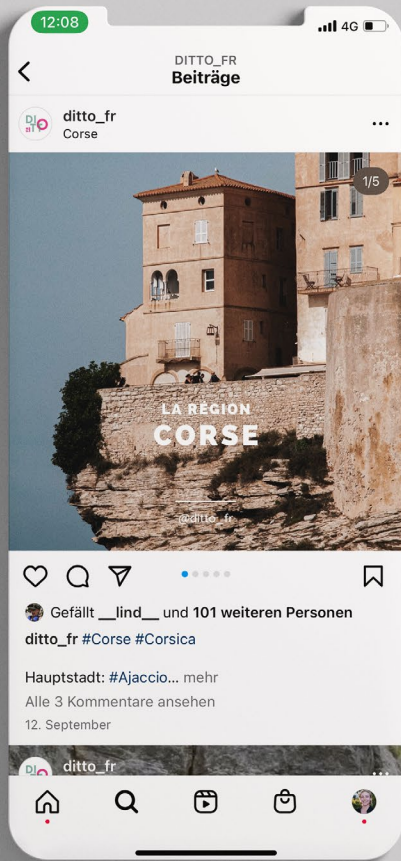 12:08
4G
DITTO_FR
Beiträge
ditto_fr
Corse
1/5
LA RÉGION
CORSE
@ditto_fr
Gefällt __lind__ und 101 weiteren Personen
ditto_fr #Corse #Corsica
Hauptstadt: #Ajaccio... mehr
Alle 3 Kommentare ansehen
12. September
ditto_fr